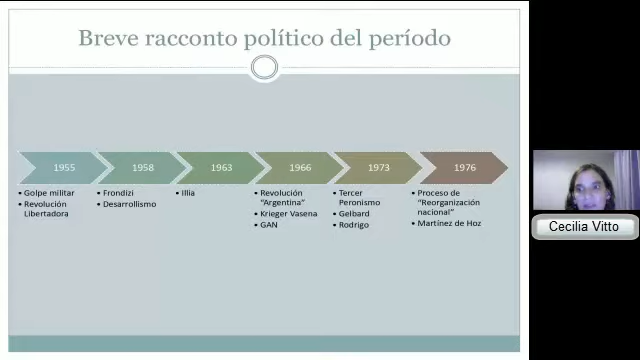 Breve racconto político del período
1955
1958
1963
1966
1973
1976
• Golpe militar
• Revolución
Libertadora
• Frondizi
• Desarrollismo
• Illia
• Revolución
“Argentina”
• Krieger Vasena
• GAN
• Tercer
Peronismo
• Gelbard
• Rodrigo
• Proceso de
“Reorganización
nacional”
• Martínez de Hoz
Cecilia Vitto